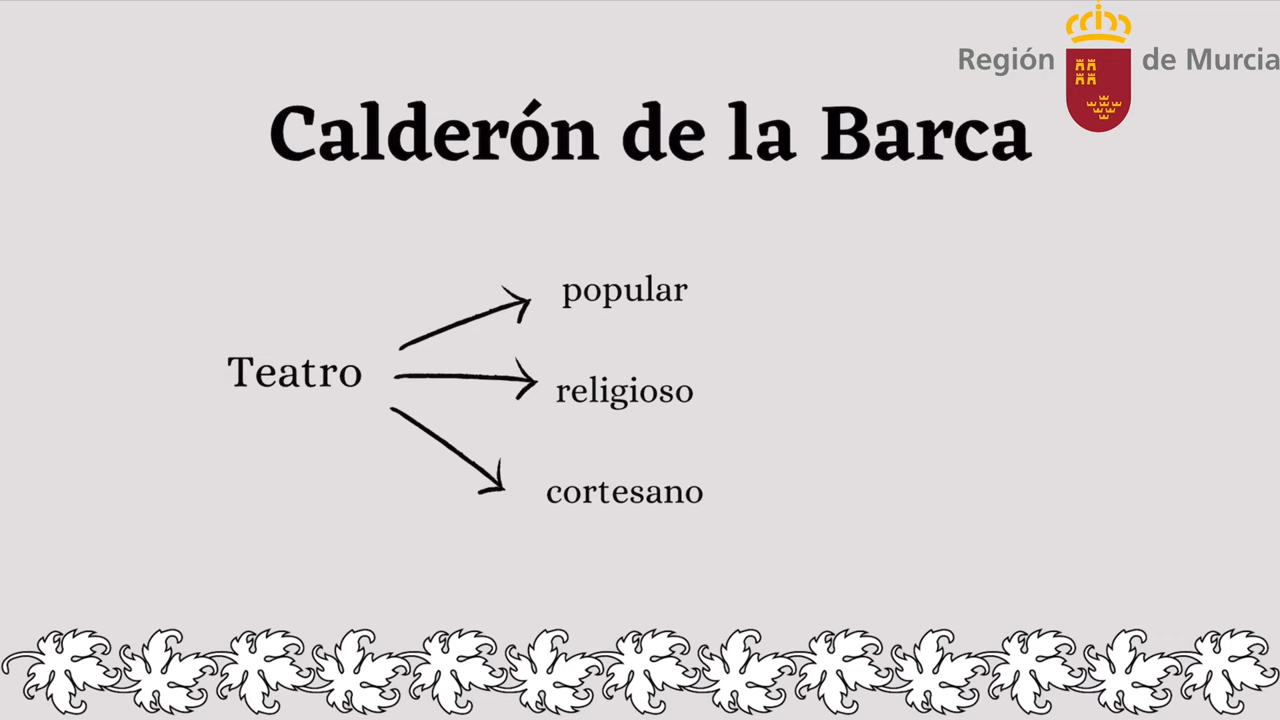 Región de Murcia
Calderón de la Barca
popular
Teatro
religioso
cortesano